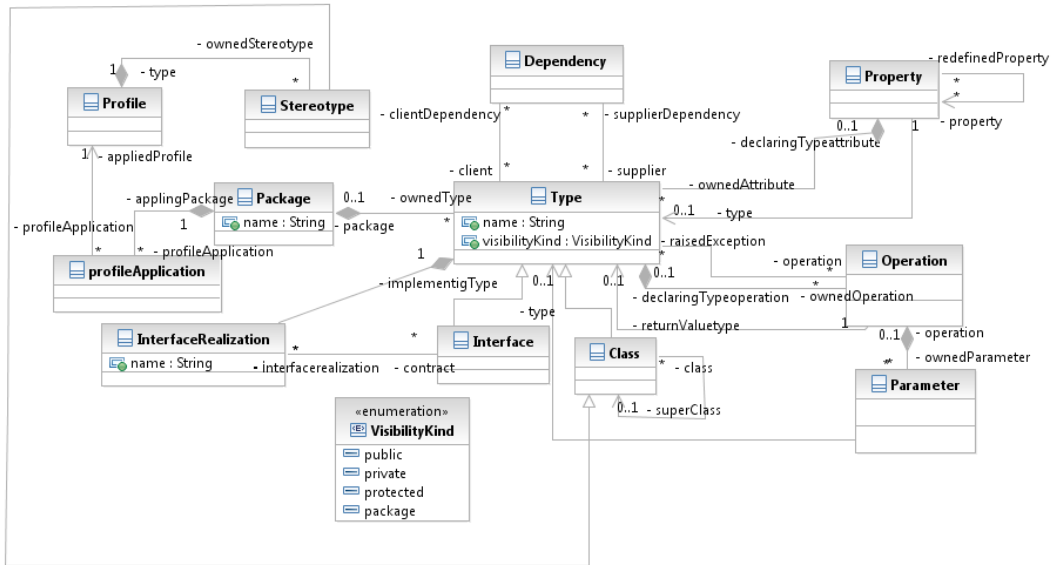 - ownedStereotype
1
- type
*
Profile
Stereotype
Dependency
Property
- redefinedProperty
*
*
- property
- clientDependency
*
*
- supplierDependency
0..1
1
- declaringTypeattribute
1
- appliedProfile
- client
*
*
- supplier
- ownedAttribute
*
- applingPackage
Package
name : String
0..1
- ownedType
*
- package
Type
name : String
visibilityKind : VisibilityKind
0..1
- type
- profileApplication
1
*
*
- profileApplication
profileApplication
1
- implementigType
- raisedException
*
- operation
*
Operation
0..1
0..1
0..1
- declaringTypeoperation
*
- ownedOperation
- type
- returnValuetype
1
0..1
- operation
- ownedParameter
*
InterfaceRealization
name : String
*
*
- interfacerealization
- contract
Interface
Class
*
- class
0..1
- superClass
Parameter
«enumeration»
VisibilityKind
public
private
protected
package